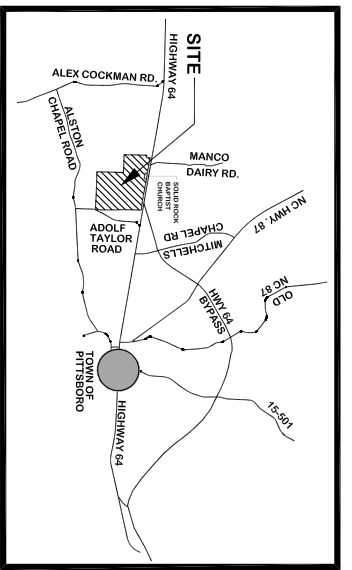 SITE
HIGHWAY 64
ALEX COCKMAN RD.
ALSTON
CHAPEL ROAD
MANCO
DAIRY RD.
SOLID ROCK
BAPTIST
CHURCH
NC HWY. 87
ADOLF
TAYLOR
ROAD
MITCHELLS
CHAPEL RD
OLD
NC 87
HWY 64
BYPASS
TOWN OF
PITTSBORO
HIGHWAY 64
15-501